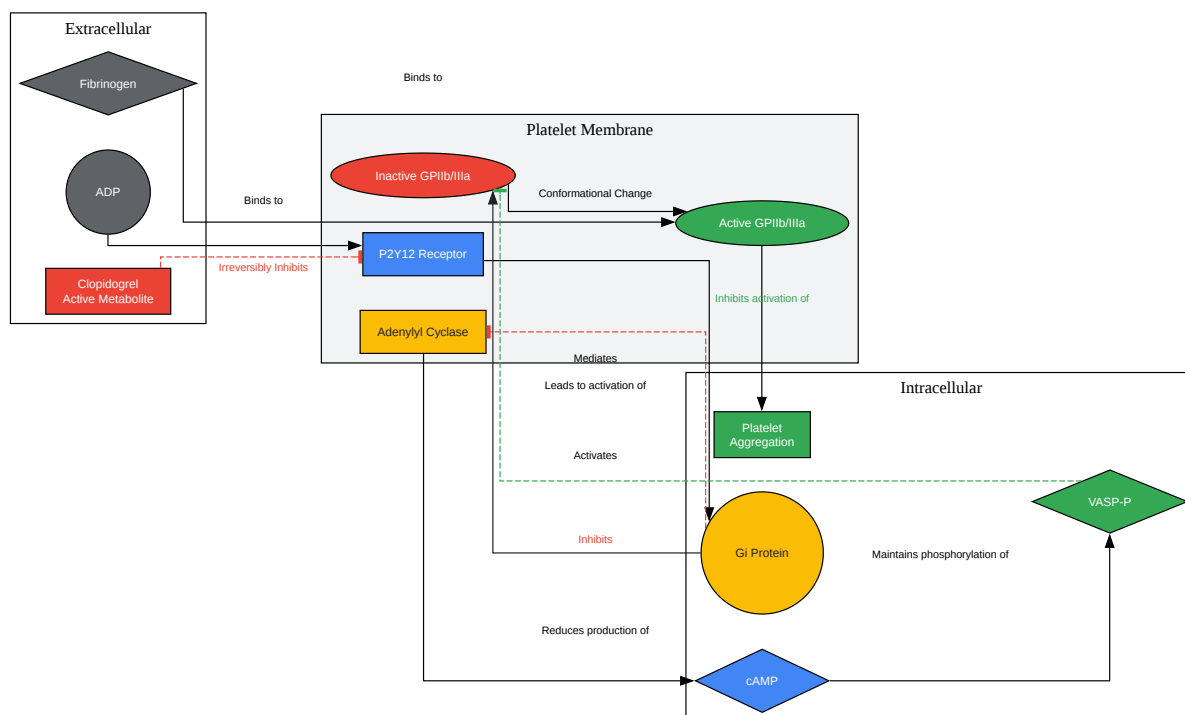 Extracellular
Fibrinogen
Binds to
Platelet Membrane
Inactive GPIIb/IIIa
ADP
Conformational Change
Binds to
Active GPIIb/IIIa
P2Y12 Receptor
Irreversibly Inhibits
Clopidogrel
Active Metabolite
Inhibits activation of
Adenylyl Cyclase
Mediates
Leads to activation of
Intracellular
Platelet
Aggregation
Activates
VASP-P
Inhibits
Gi Protein
Maintains phosphorylation of
Reduces production of
cAMP